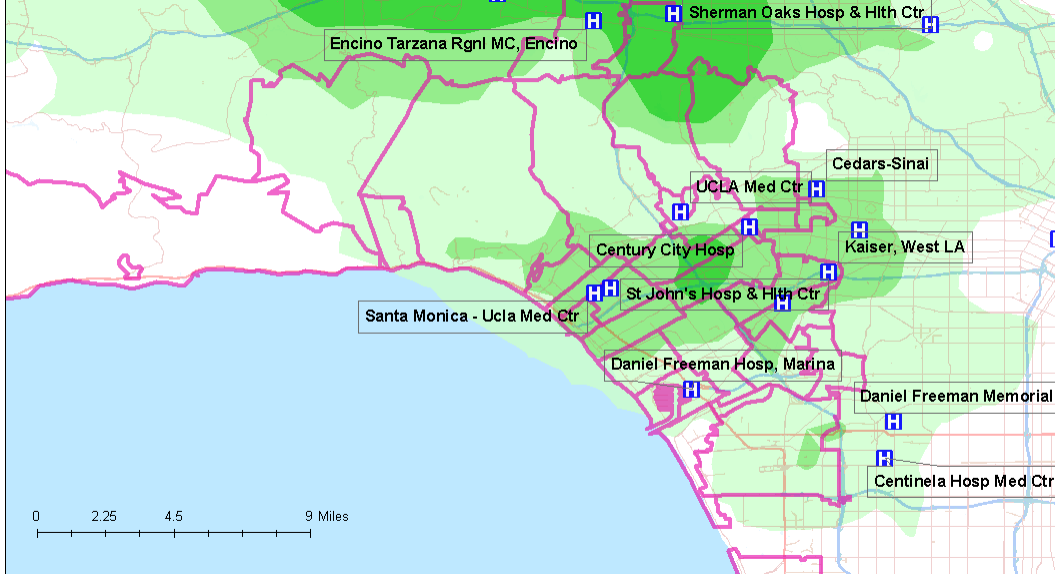 Sherman Oaks Hosp & Hlth Ctr
H
H
H
Encino Tarzana Rgnl MC, Encino
Cedars-Sinai
UCLA Med Ctr
H
H
H
H
Century City Hosp
Kaiser, West LA
H
H
H
St John's Hosp & Hlth Ctr
H
Santa Monica - Ucla Med Ctr
Daniel Freeman Hosp, Marina
H
Daniel Freeman Memorial
H
H
Centinela Hosp Med Ctr
0 2.25 4.5 9 Miles